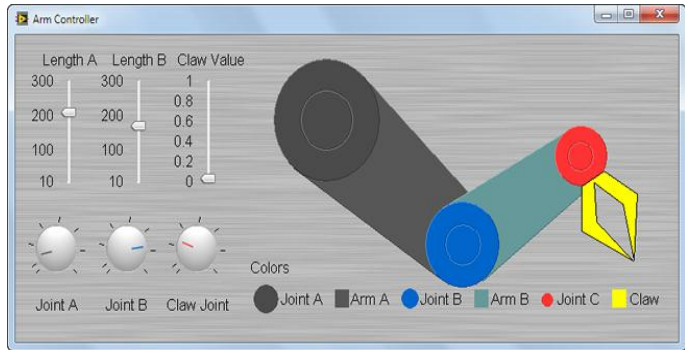 Arm Controller
Length A Length B Claw Value
300 300 1
0.8
200 200 0.6
0.4
100 100
0.2
10 10 0
Joint A Joint B Claw Joint
Colors
Joint A Arm A Joint B Arm B Joint C Claw